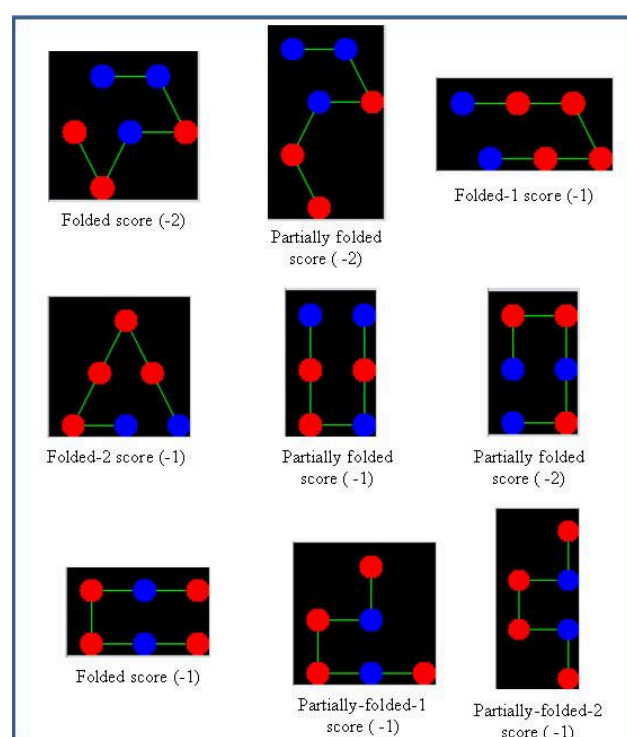 Folded score (-2)
Partially folded
score ( -2)
Folded-1 score (-1)
Folded-2 score (-1)
Partially folded
score ( -1)
Partially folded
score ( -2)
Folded score (-1)
Partially-folded-1
score ( -1)
Partially-folded-2
score ( -1)